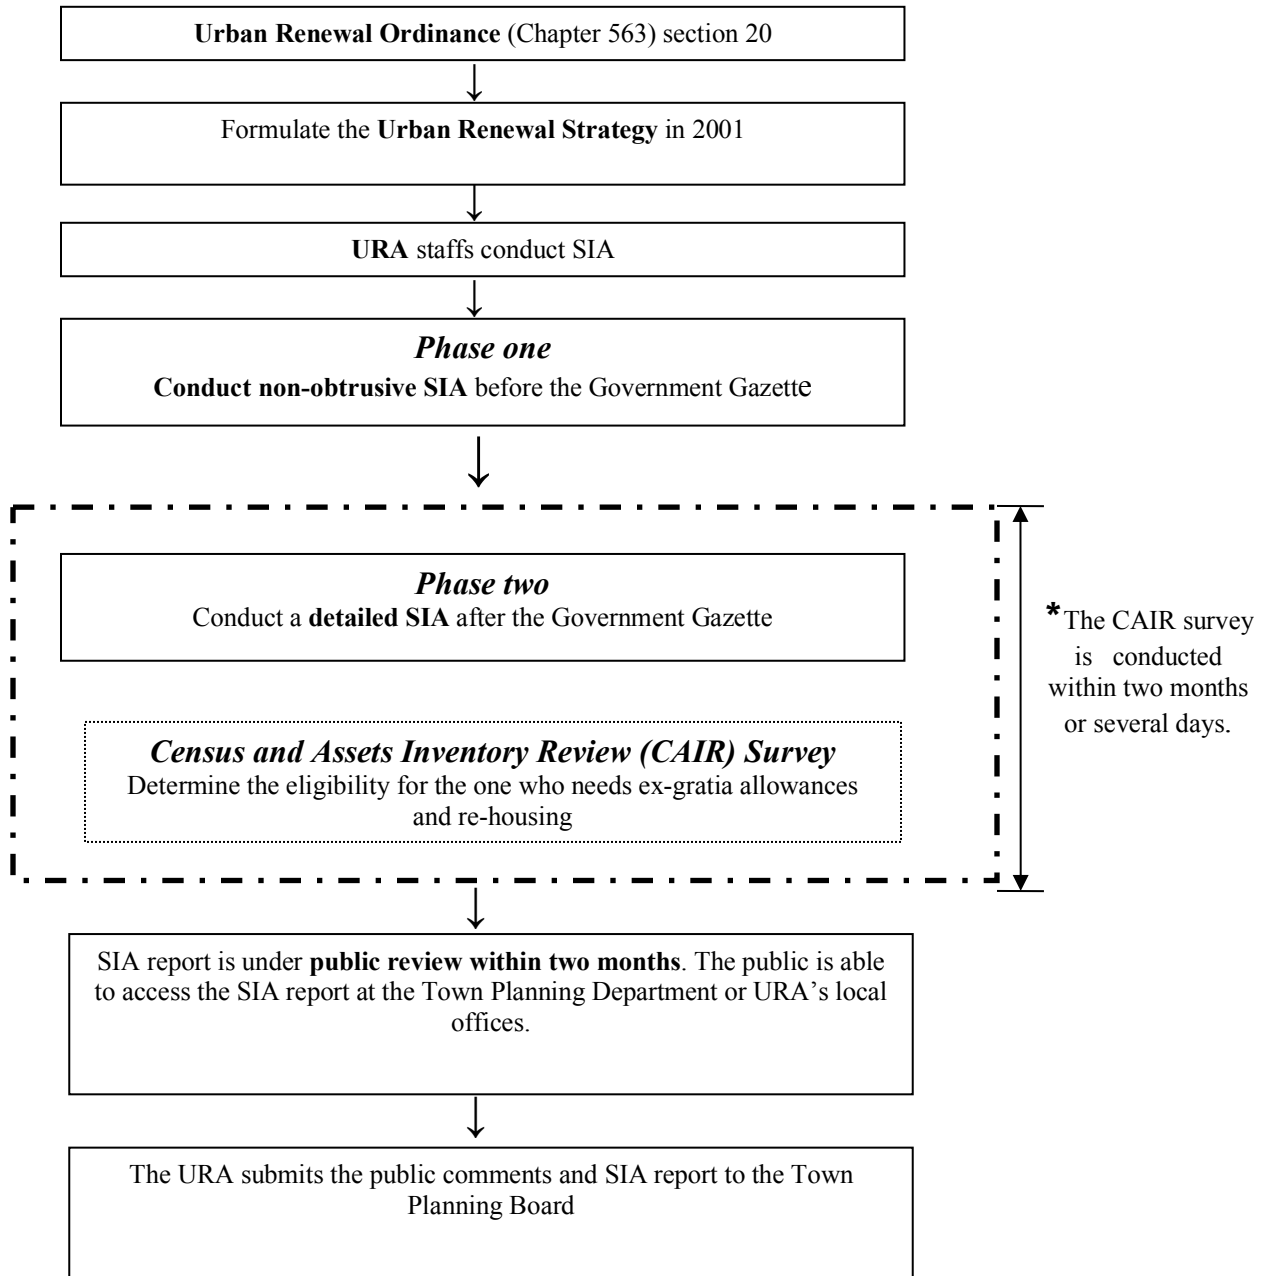 Urban Renewal Ordinance (Chapter 563) section 20
Formulate the Urban Renewal Strategy in 2001
URA staffs conduct SIA
Phase one
Conduct non-obtrusive SIA before the Government Gazette
Phase two
Conduct a detailed SIA after the Government Gazette
Census and Assets Inventory Review (CAIR) Survey
Determine the eligibility for the one who needs ex-gratia allowances
and re-housing
*The CAIR survey
is conducted
within two months
or several days.
SIA report is under public review within two months. The public is able
to access the SIA report at the Town Planning Department or URA’s local
offices.
The URA submits the public comments and SIA report to the Town
Planning Board